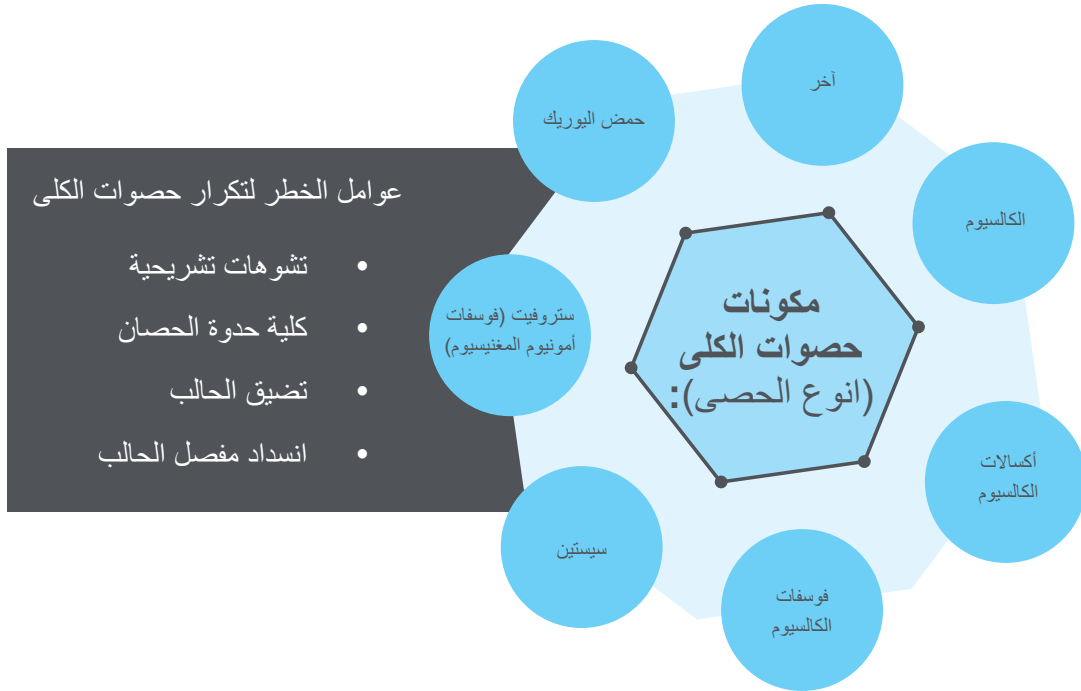 آخر
حمض اليوريك
الكالسيوم
عوامل الخطر لتكرار حصوات الكلى
• تشوهات تشريحية
• كلية حدوة الحصان
• تضيق الحالب
• انسداد مفصل الحالب
ستروفيت (فوسفات
أمونيوم المغنيسيوم)
مكونات
حصوات الكلى
(انوع الحصى):
أكسالات
الكالسيوم
سيستين
فوسفات
الكالسيوم